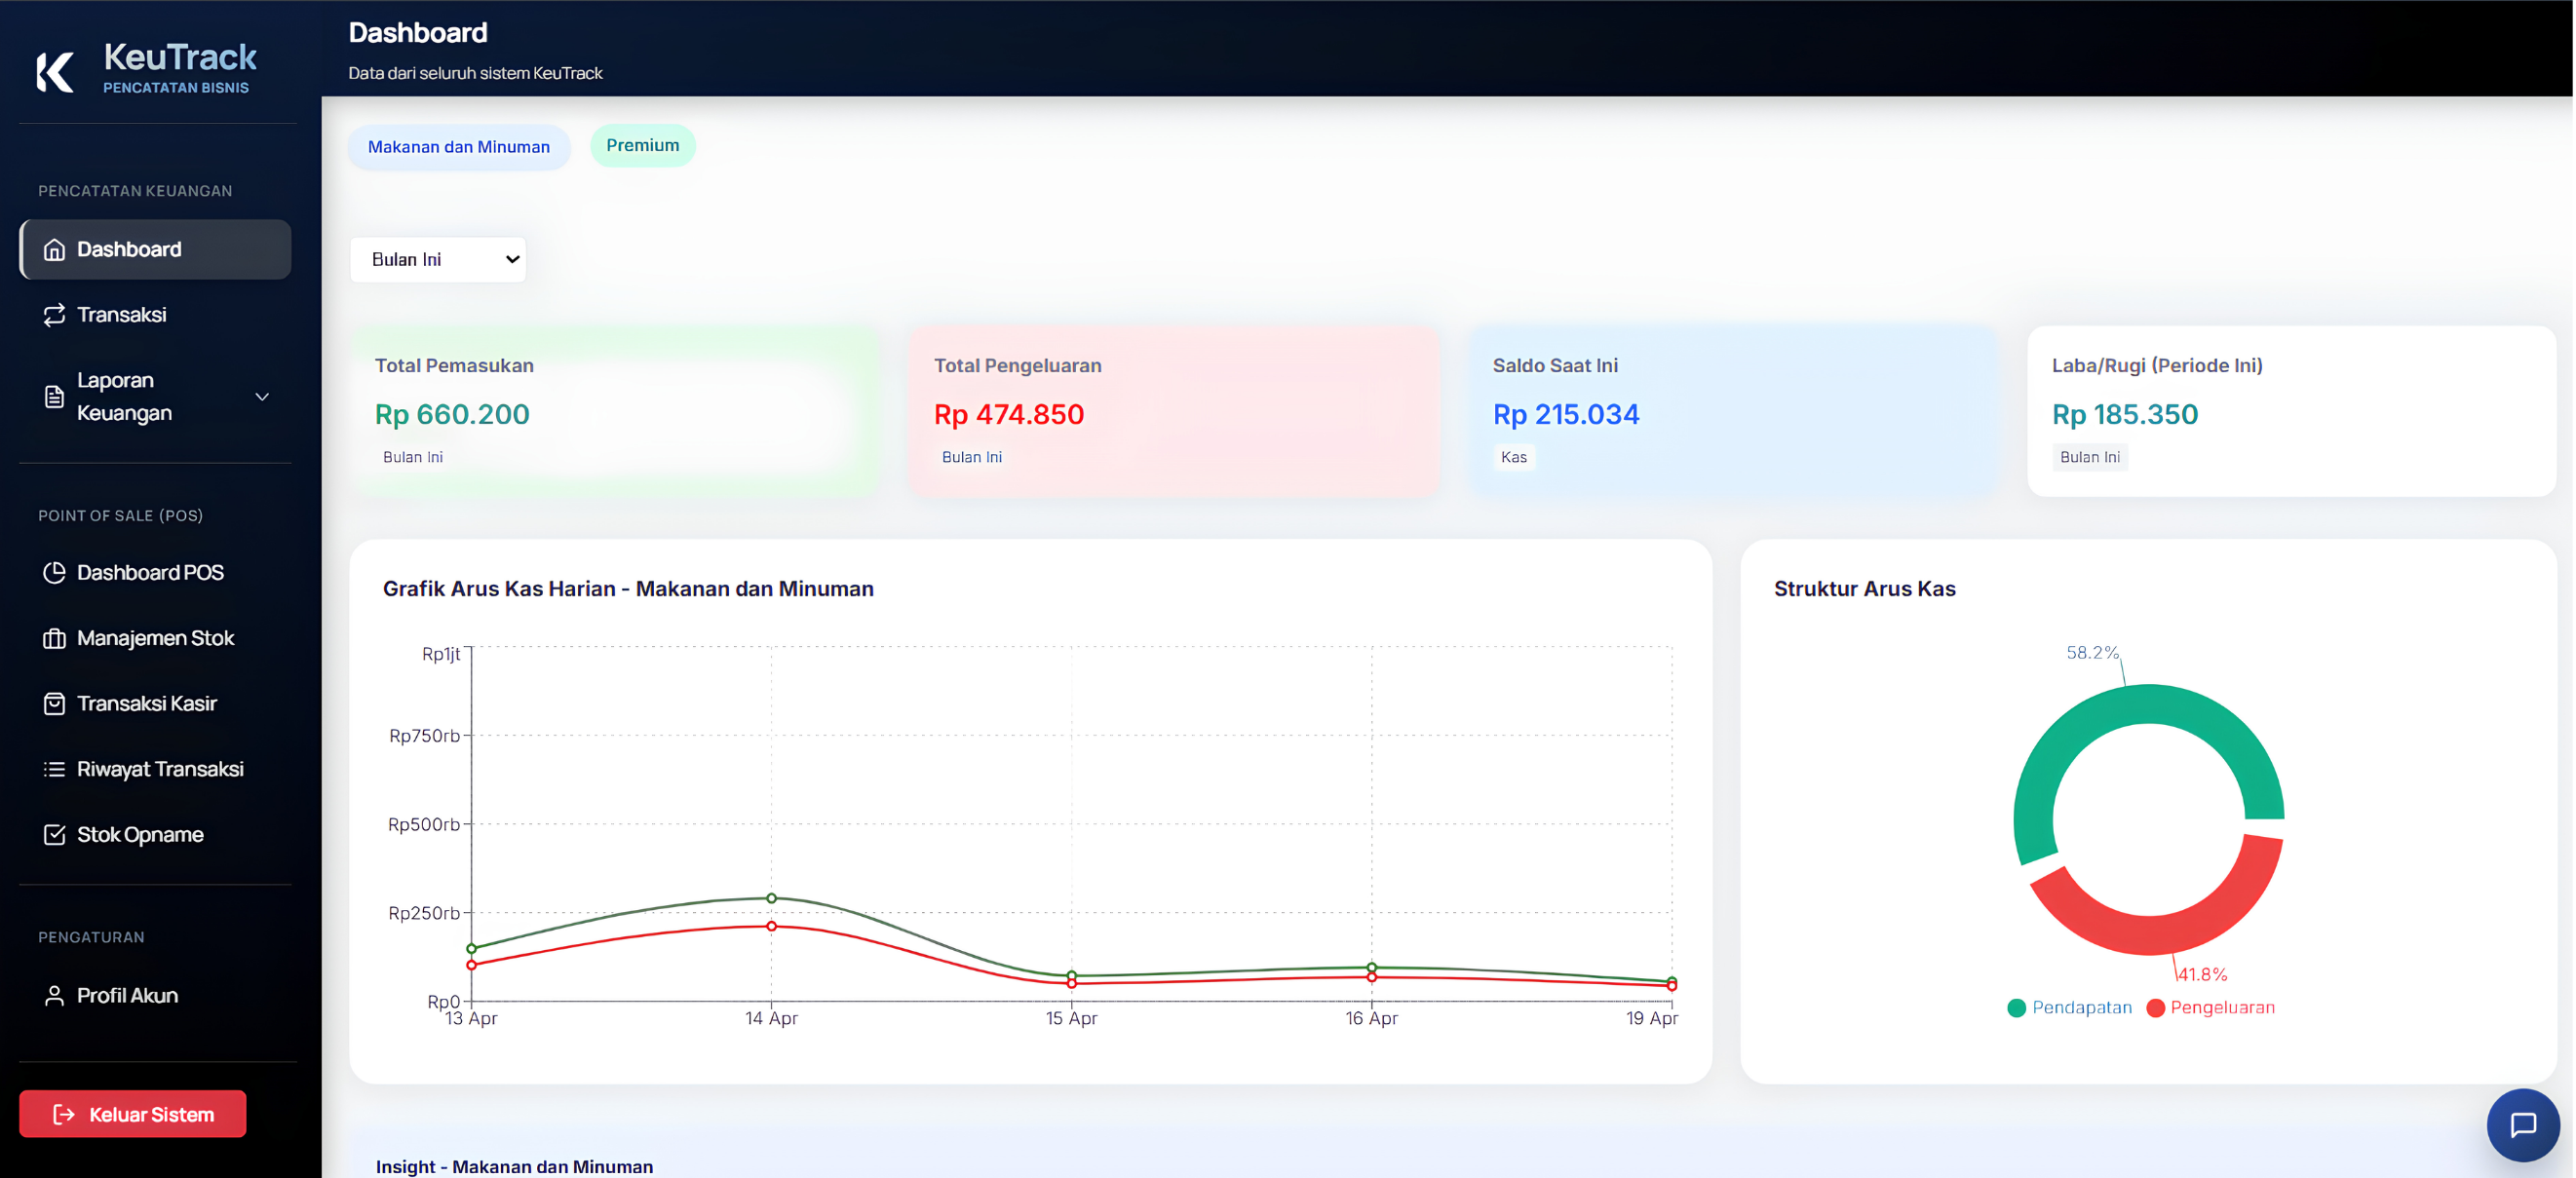 KeuTrack
PENCATATAN BISNIS
PENCATATAN KEUANGAN
Dashboard
Transaksi
Laporan
Keuangan
POINT OF SALE (POS)
Dashboard POS
Manajemen Stok
Transaksi Kasir
Riwayat Transaksi
Stok Opname
PENGATURAN
Profil Akun
Keluar Sistem
Dashboard
Data dari seluruh sistem KeuTrack
Makanan dan Minuman
Premium
Bulan Ini
Total Pemasukan
Rp 660.200
Bulan Ini
Total Pengeluaran
Rp 474.850
Bulan Ini
Saldo Saat Ini
Rp 215.034
Kas
Laba/Rugi (Periode Ini)
Rp 185.350
Bulan Ini
Grafik Arus Kas Harian - Makanan dan Minuman
Rp1jt
Rp750rb
Rp500rb
Rp250rb
Rp0
13 Apr 14 Apr 15 Apr 16 Apr 19 Apr
Struktur Arus Kas
58.2%
41.8%
Pendapatan Pengeluaran
Insight - Makanan dan Minuman